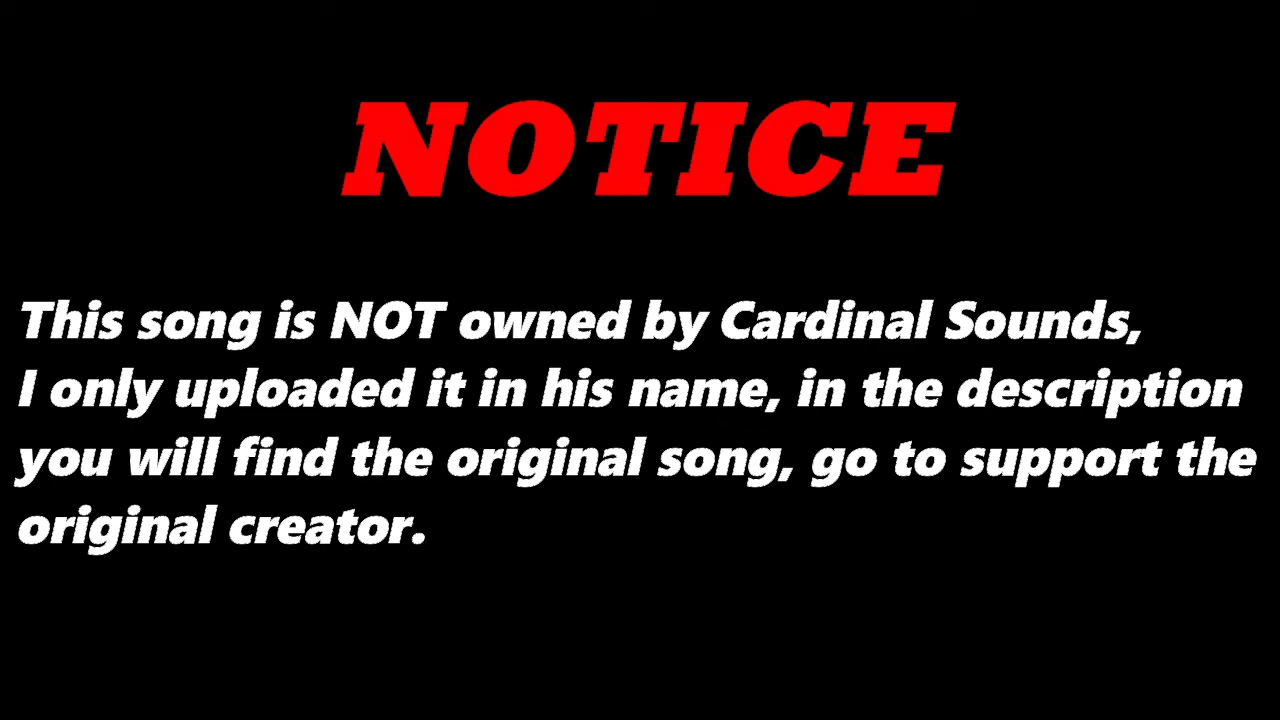 NOTICE
This song is NOT owned by Cardinal Sounds,
I only uploaded it in his name, in the description
you will find the original song, go to support the
original creator.